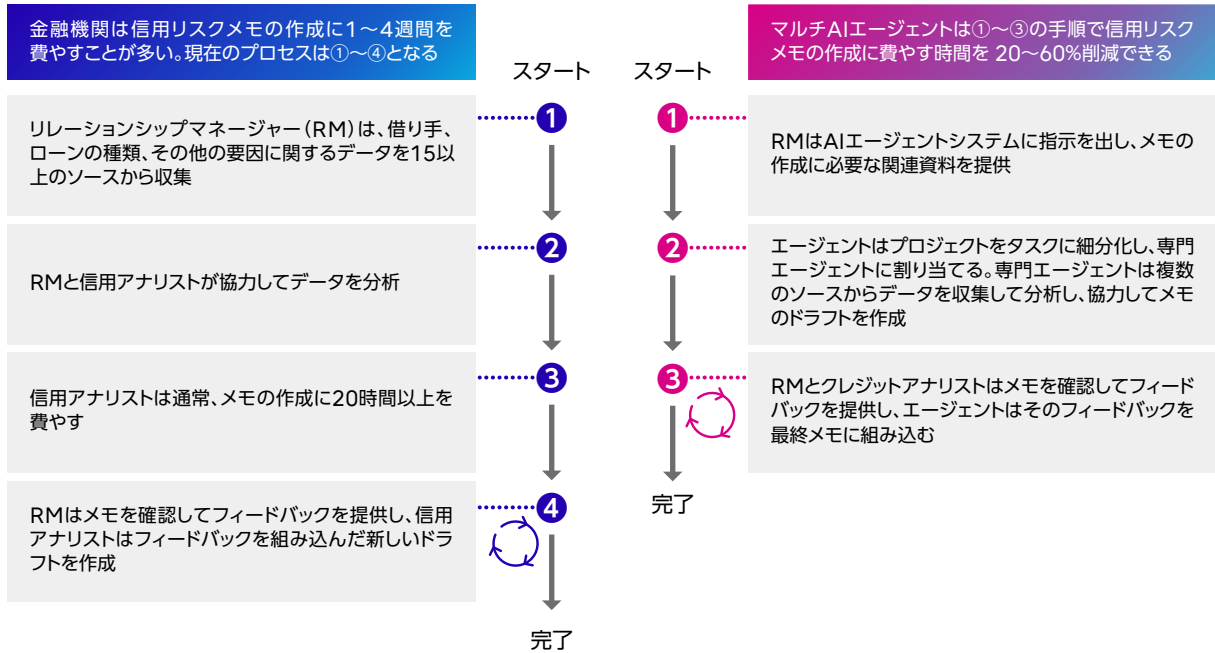 金融機関は信用リスクメモの作成に1～4週間を
費やすことが多い。現在のプロセスは①～④となる
スタート
1
リレーションシップマネージャー(RM)は、借り手、
ローンの種類、その他の要因に関するデータを15以
上のソースから収集
2
RMと信用アナリストが協力してデータを分析
3
信用アナリストは通常、メモの作成に20時間以上を
費やす
4
RMはメモを確認してフィードバックを提供し、信用
アナリストはフィードバックを組み込んだ新しいドラ
フトを作成
完了
マルチAIエージェントは①～③の手順で信用リスク
メモの作成に費やす時間を 20～60%削減できる
スタート
1
RMはAIエージェントシステムに指示を出し、メモの
作成に必要な関連資料を提供
2
エージェントはプロジェクトをタスクに細分化し、専門
エージェントに割り当てる。専門エージェントは複数
のソースからデータを収集して分析し、協力してメモ
のドラフトを作成
3
RMとクレジットアナリストはメモを確認してフィード
バックを提供し、エージェントはそのフィードバックを
最終メモに組み込む
完了